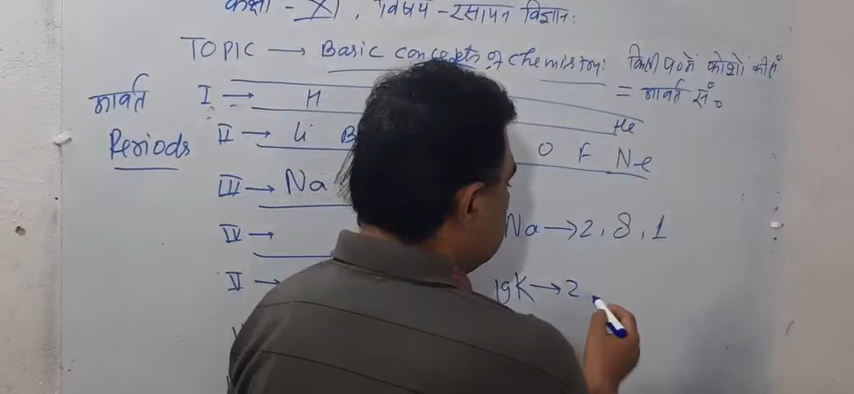 कक्षा - XI, विषय - रसायन विज्ञान:
TOPIC → Basic concepts of Chemistry:
= आवर्त सं०
आवर्त
Periods
I → H He
II → Li B O F Ne
III → Na
IV →
V →
Na → 2, 8, 1
19K → 2